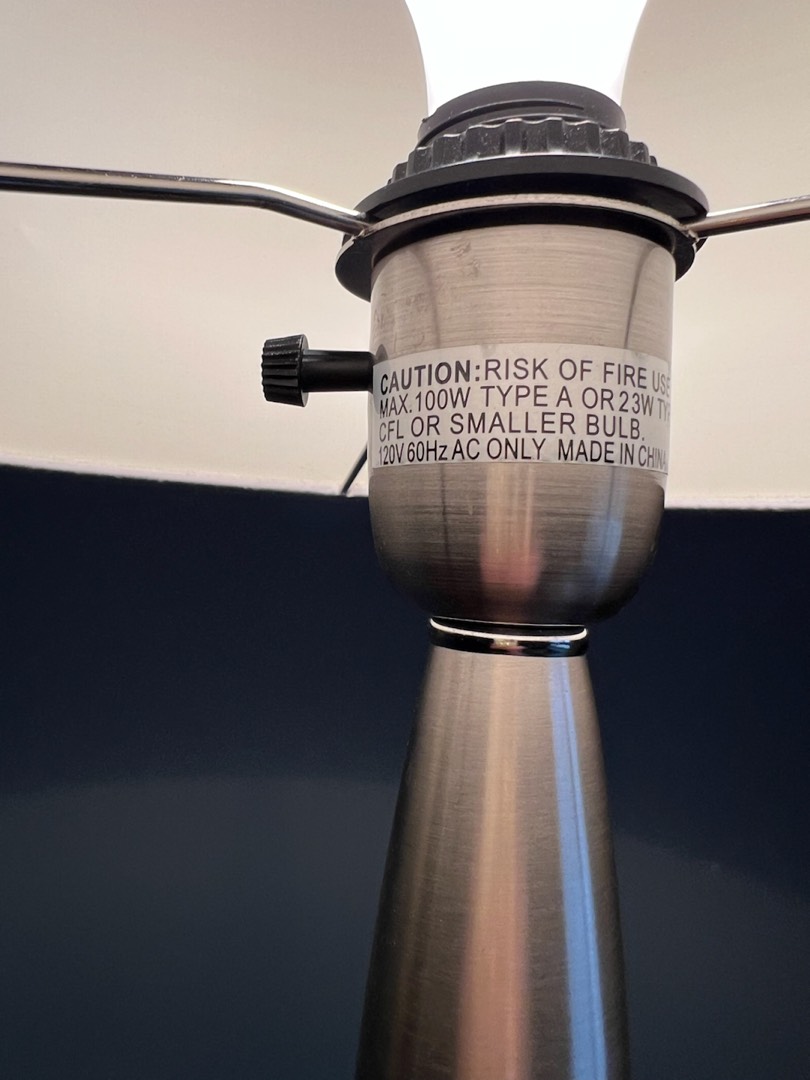 CAUTION:RISK OF FIRE USE
MAX.100W TYPE A OR 23W
CFL OR SMALLER BULB.
120V 60Hz AC ONLY MADE IN CHINA